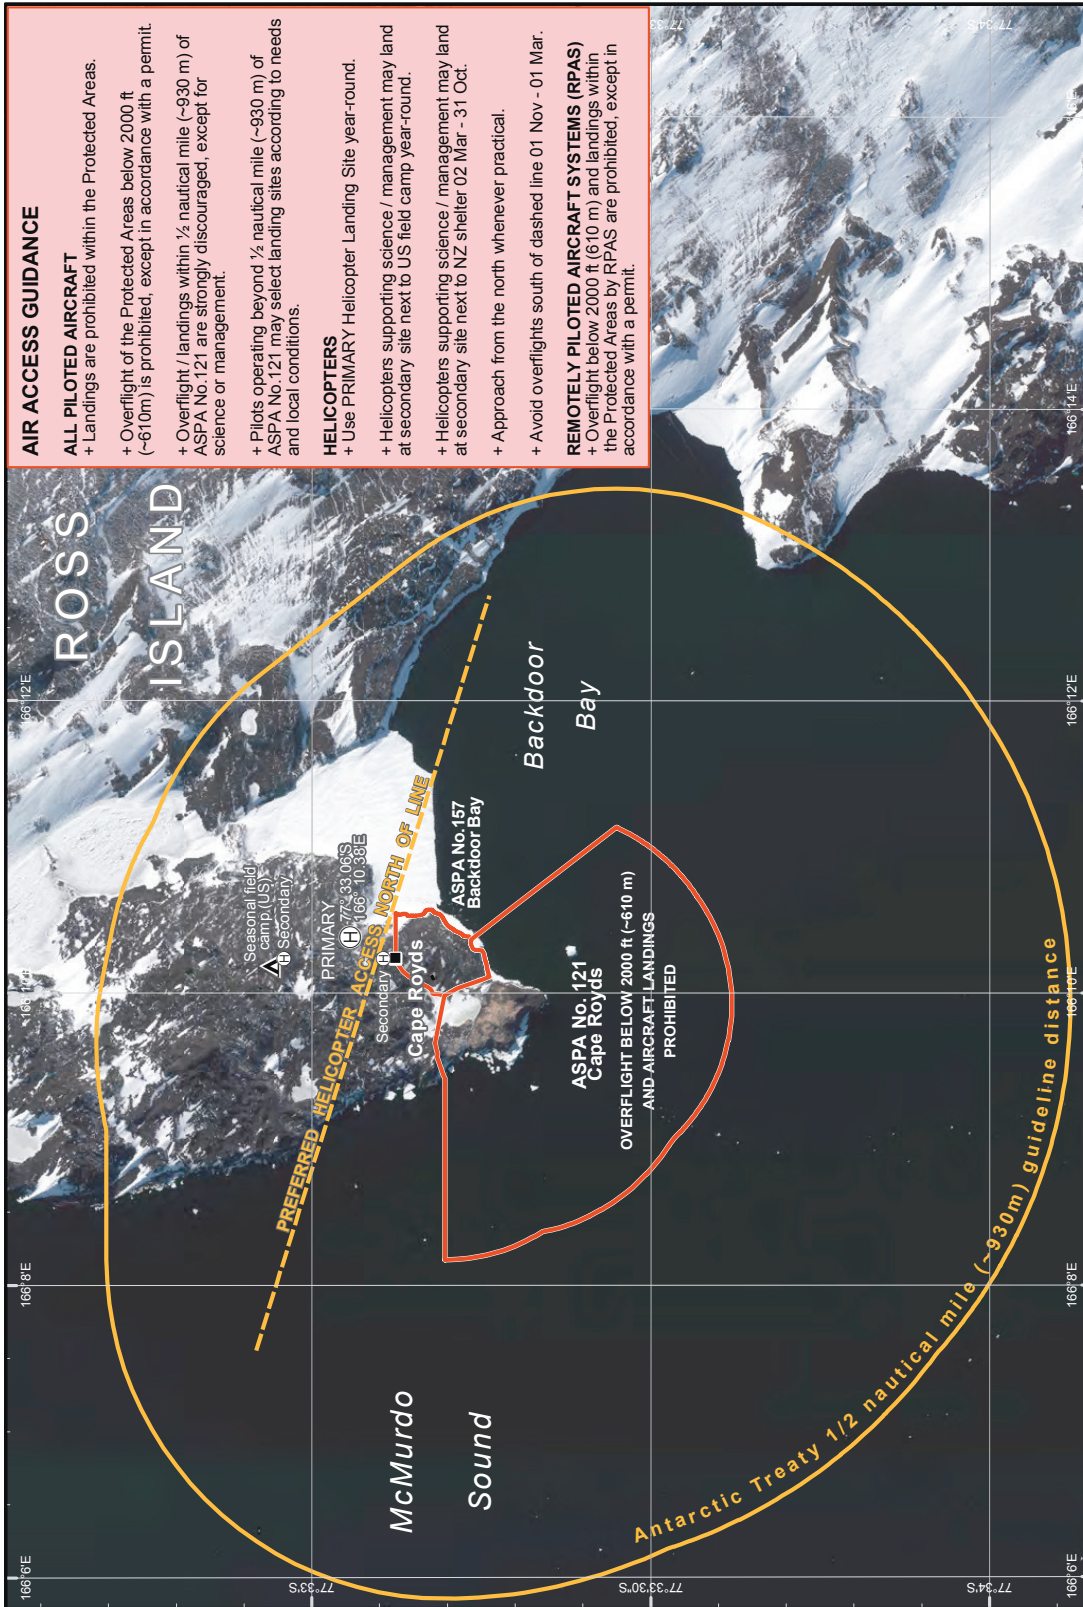 AIR ACCESS GUIDANCE
ALL PILOTED AIRCRAFT
+ Landings are prohibited within the Protected Areas.
+ Overflight of the Protected Areas below 2000 ft
(~610m) is prohibited, except in accordance with a permit.
+ Overflight / landings within ½ nautical mile (~930 m) of
ASPA No.121 are strongly discouraged, except for
science or management.
+ Pilots operating beyond ½ nautical mile (~930 m) of
ASPA No.121 may select landing sites according to needs
and local conditions.
HELICOPTERS
+ Use PRIMARY Helicopter Landing Site year-round.
+ Helicopters supporting science / management may land
at secondary site next to US field camp year-round.
+ Helicopters supporting science / management may land
at secondary site next to NZ shelter 02 Mar - 31 Oct.
+ Approach from the north whenever practical.
+ Avoid overflights south of dashed line 01 Nov - 01 Mar.
REMOTELY PILOTED AIRCRAFT SYSTEMS (RPAS)
+ Overflight below 2000 ft (610 m) and landings within
the Protected Areas by RPAS are prohibited, except in
accordance with a permit.
ROSS
ISLAND
166°6'E
166°8'E
166°12'E
Seasonal field
camp (US)
H Secondary
PRIMARY
H 77° 33.06'S
166° 10.38'E
PREFERRED HELICOPTER ACCESS NORTH OF LINE
Secondary H
Cape Royds
ASPA No.157
Backdoor Bay
Backdoor
Bay
ASPA No. 121
Cape Royds
OVERFLIGHT BELOW 2000 ft (~610 m)
AND AIRCRAFT LANDINGS
PROHIBITED
McMurdo
Sound
Antarctic Treaty 1/2 nautical mile (~930m) guideline distance
77°33'S
77°33'30"S
77°34'S
77°34'S
166°6'E
166°8'E
166°10'E
166°12'E
166°14'E